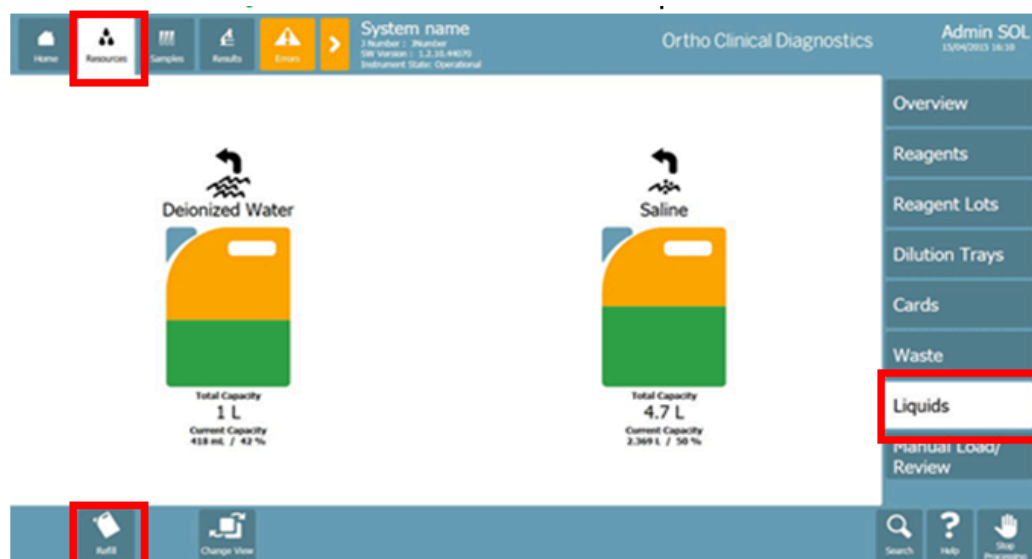 System name
J Number : JNumber
SW Version : 1.2.10.44070
Instrument State: Operational
Ortho Clinical Diagnostics
Admin SOL
15/04/2015 16:10
Home
Resources
Samples
Results
Errors
Overview
Reagents
Reagent Lots
Dilution Trays
Cards
Waste
Liquids
Manual Load/
Review
Deionized Water
Total Capacity
1 L
Current Capacity
418 mL / 42 %
Saline
Total Capacity
4.7 L
Current Capacity
2.369 L / 50 %
Refill
Change View
Search
Help
Stop
Processing